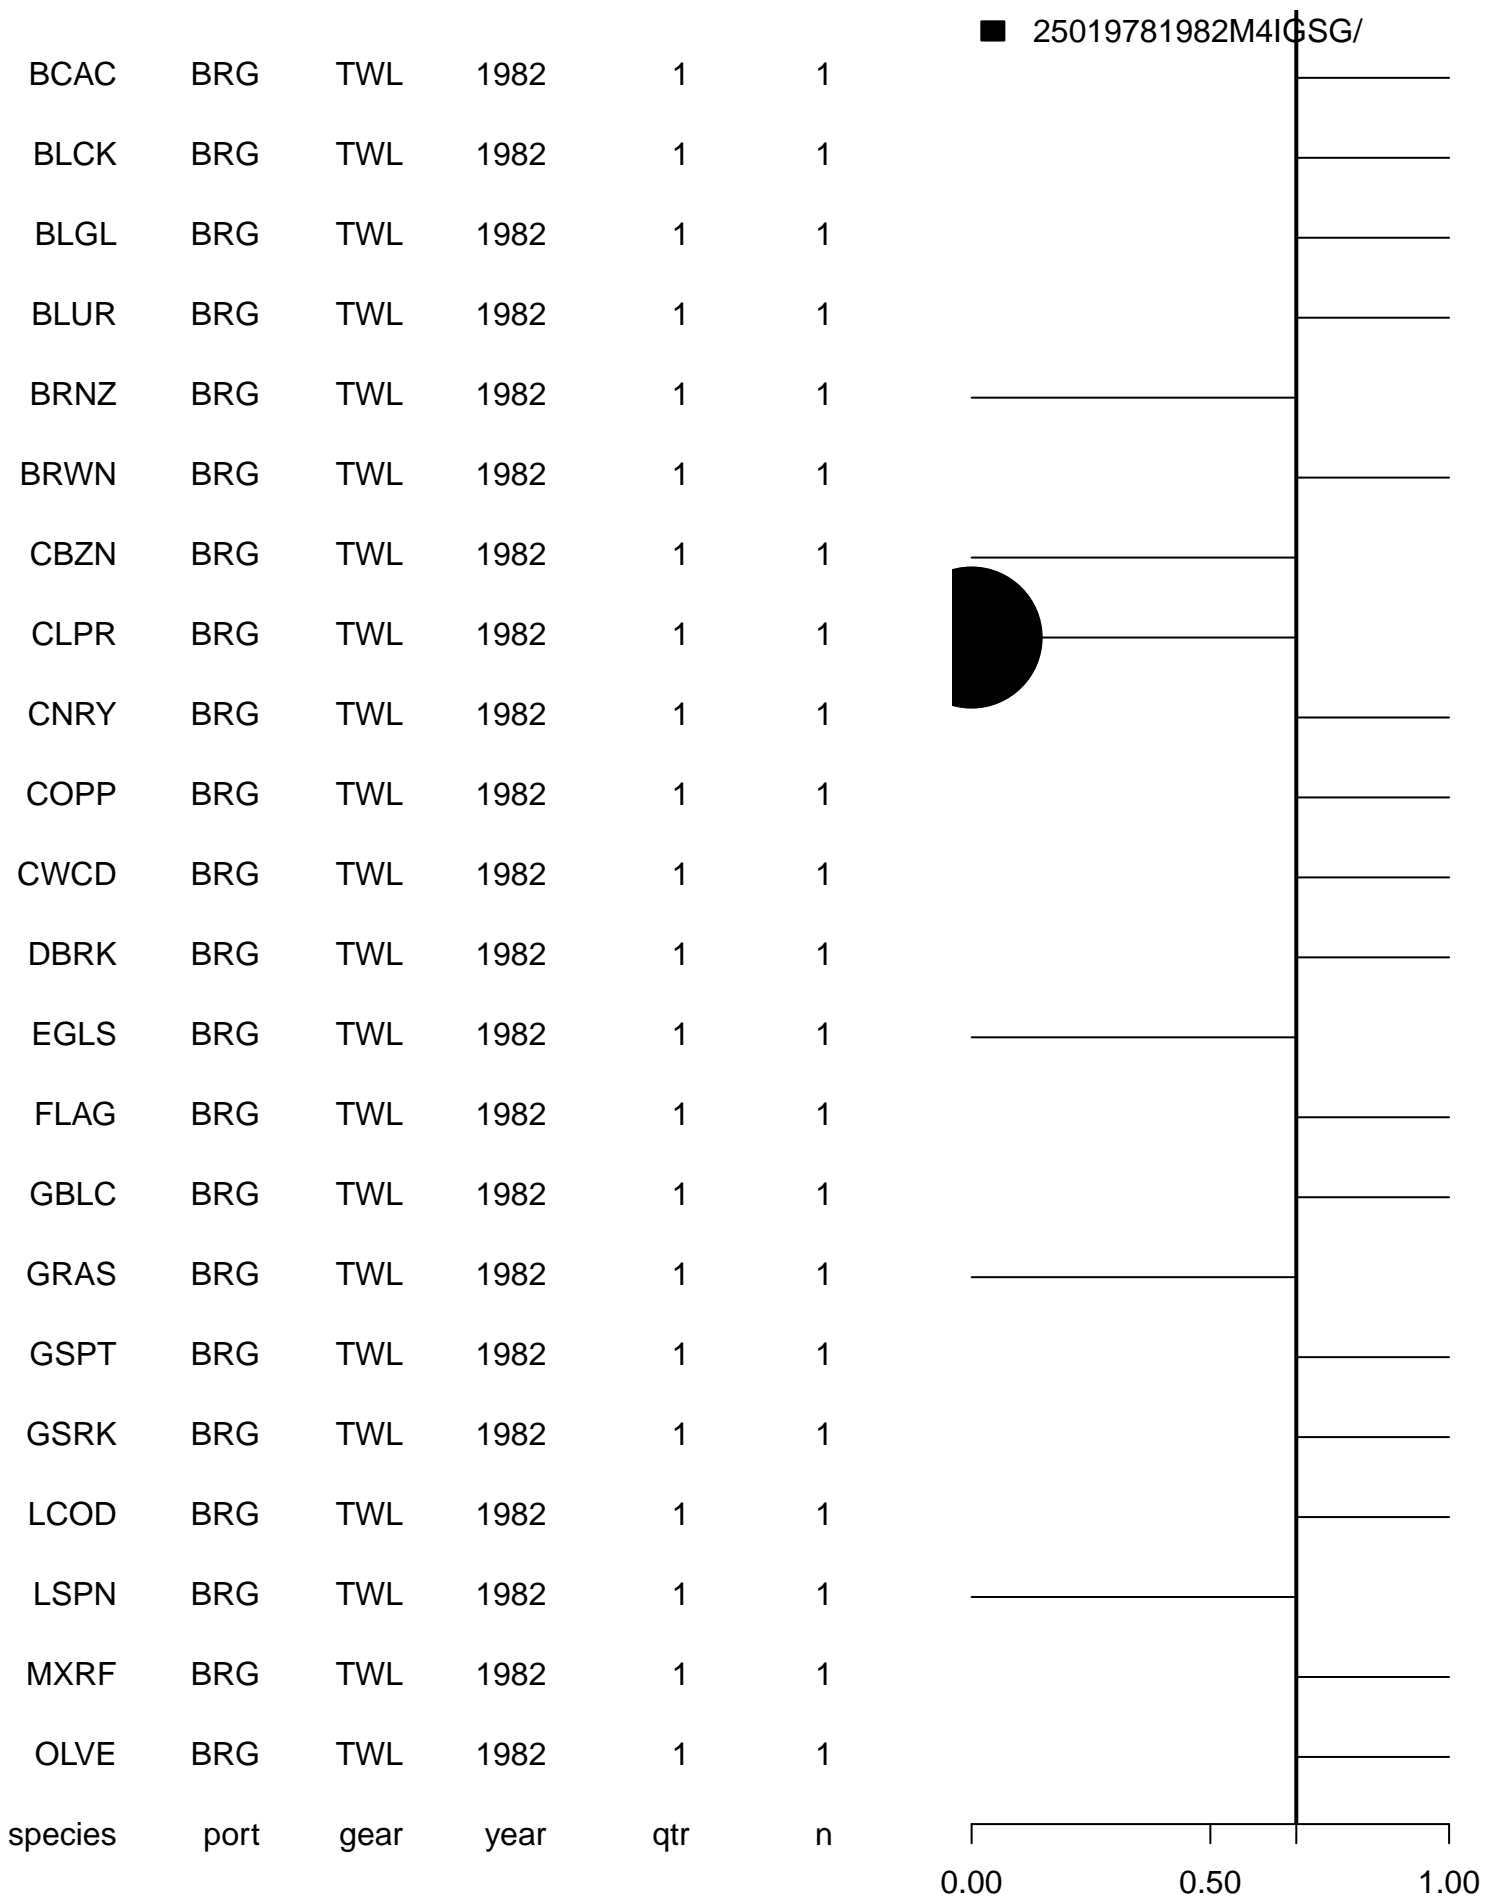 25019781982M4IGSG/
BCAC BRG TWL 1982 1 1
BLCK BRG TWL 1982 1 1
BLGL BRG TWL 1982 1 1
BLUR BRG TWL 1982 1 1
BRNZ BRG TWL 1982 1 1
BRWN BRG TWL 1982 1 1
CBZN BRG TWL 1982 1 1
CLPR BRG TWL 1982 1 1
CNRY BRG TWL 1982 1 1
COPP BRG TWL 1982 1 1
CWCD BRG TWL 1982 1 1
DBRK BRG TWL 1982 1 1
EGLS BRG TWL 1982 1 1
FLAG BRG TWL 1982 1 1
GBLC BRG TWL 1982 1 1
GRAS BRG TWL 1982 1 1
GSPT BRG TWL 1982 1 1
GSRK BRG TWL 1982 1 1
LCOD BRG TWL 1982 1 1
LSPN BRG TWL 1982 1 1
MXRF BRG TWL 1982 1 1
OLVE BRG TWL 1982 1 1
species port gear year qtr n
0.00 0.50 1.00